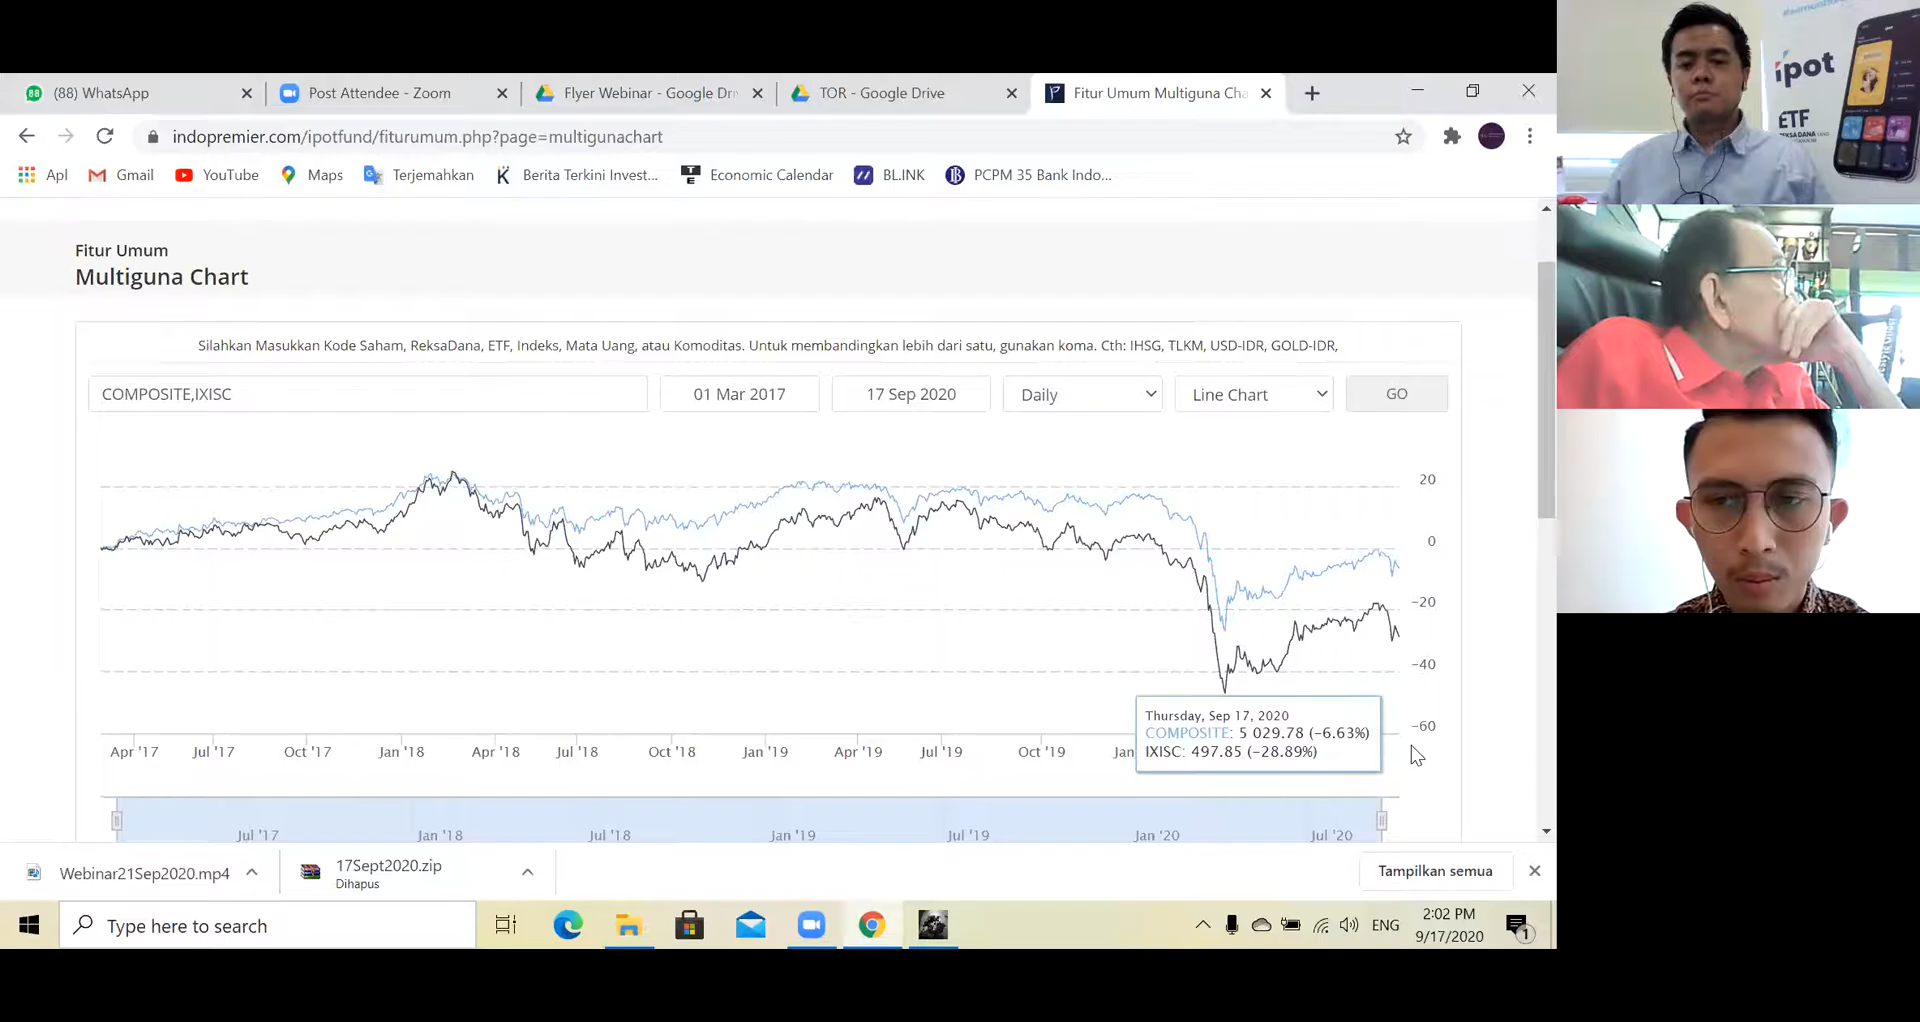 (88) WhatsApp
Post Attendee - Zoom
Flyer Webinar - Google Dri
TOR - Google Drive
Fitur Umum Multiguna Cha
indopremier.com/ipotfund/fiturumum.php?page=multigunachart
Apl
Gmail
YouTube
Maps
Terjemahkan
Berita Terkini Invest...
Economic Calendar
BL.INK
PCPM 35 Bank Indo...
Fitur Umum
Multiguna Chart
Silahkan Masukkan Kode Saham, ReksaDana, ETF, Indeks, Mata Uang, atau Komoditas. Untuk membandingkan lebih dari satu, gunakan koma. Cth: IHSG, TLKM, USD-IDR, GOLD-IDR,
COMPOSITE,IXISC
01 Mar 2017
17 Sep 2020
Daily
Line Chart
GO
20
0
-20
-40
-60
Thursday, Sep 17, 2020
COMPOSITE: 5 029.78 (-6.63%)
IXISC: 497.85 (-28.89%)
Apr '17
Jul '17
Oct '17
Jan '18
Apr '18
Jul '18
Oct '18
Jan '19
Apr '19
Jul '19
Oct '19
Jan
Jul '17
Jan '18
Jul '18
Jan '19
Jul '19
Jan '20
Jul '20
Webinar21Sep2020.mp4
17Sept2020.zip
Dihapus
Tampilkan semua
Type here to search
ENG
2:02 PM
9/17/2020
1
ipot
ETF